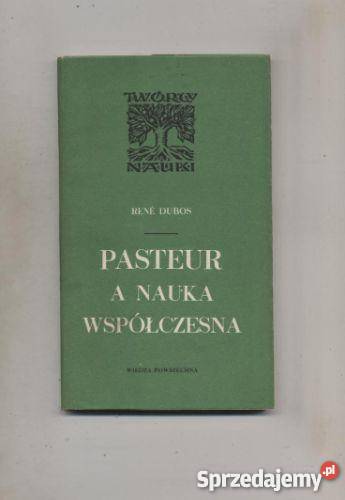 TWÓRCY
NAUKI
RENÉ DUBOS
PASTEUR
A NAUKA
WSPÓŁCZESNA
WIEDZA POWSZECHNA
Sprzedajemy.pl